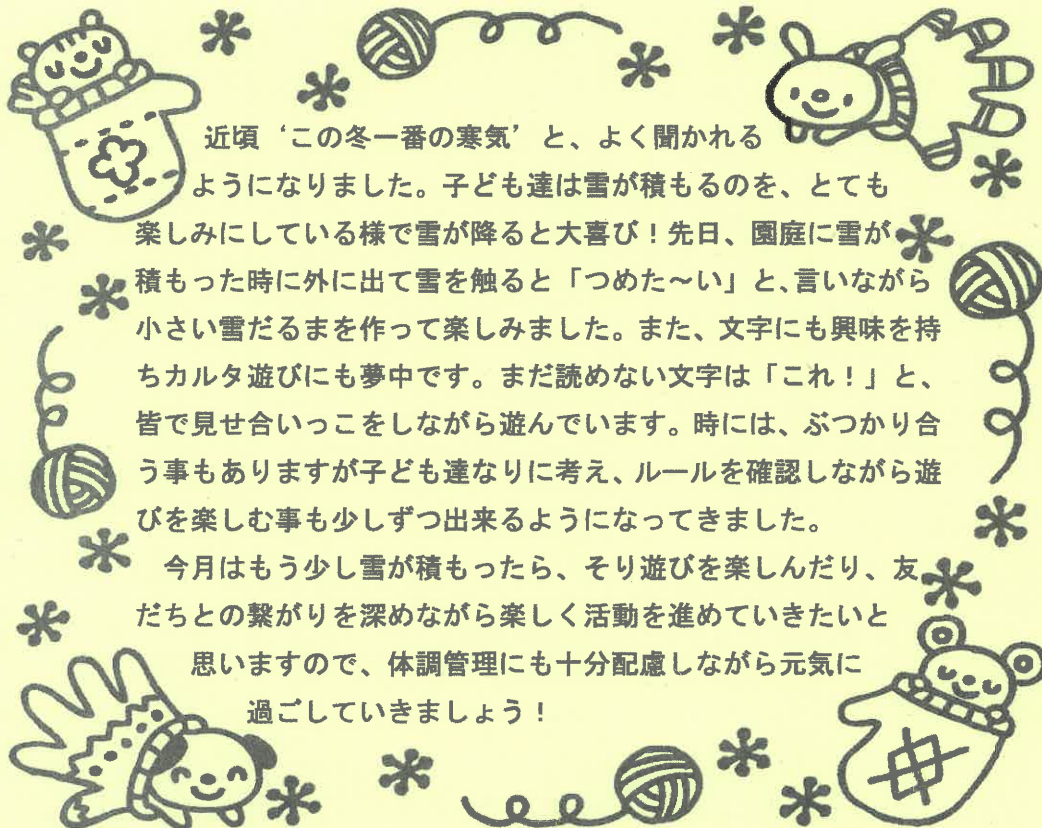 近頃‘この冬一番の寒気’と、よく聞かれる
ようになりました。子ども達は雪が積もるのを、とても
楽しみにしている様で雪が降ると大喜び！先日、園庭に雪が
積もった時に外に出て雪を触ると「つめた～い」と、言いながら
小さい雪だるまを作って楽しみました。また、文字にも興味を持
ちカルタ遊びにも夢中です。まだ読めない文字は「これ！」と、
皆で見せ合いっこをしながら遊んでいます。時には、ぶつかり合
う事もありますが子ども達なりに考え、ルールを確認しながら遊
びを楽しむ事も少しずつ出来るようになってきました。
今月はもう少し雪が積もったら、そり遊びを楽しんだり、友
だちとの繋がりを深めながら楽しく活動を進めていきたいと
思いますので、体調管理にも十分配慮しながら元気に
過ごしていきましょう！